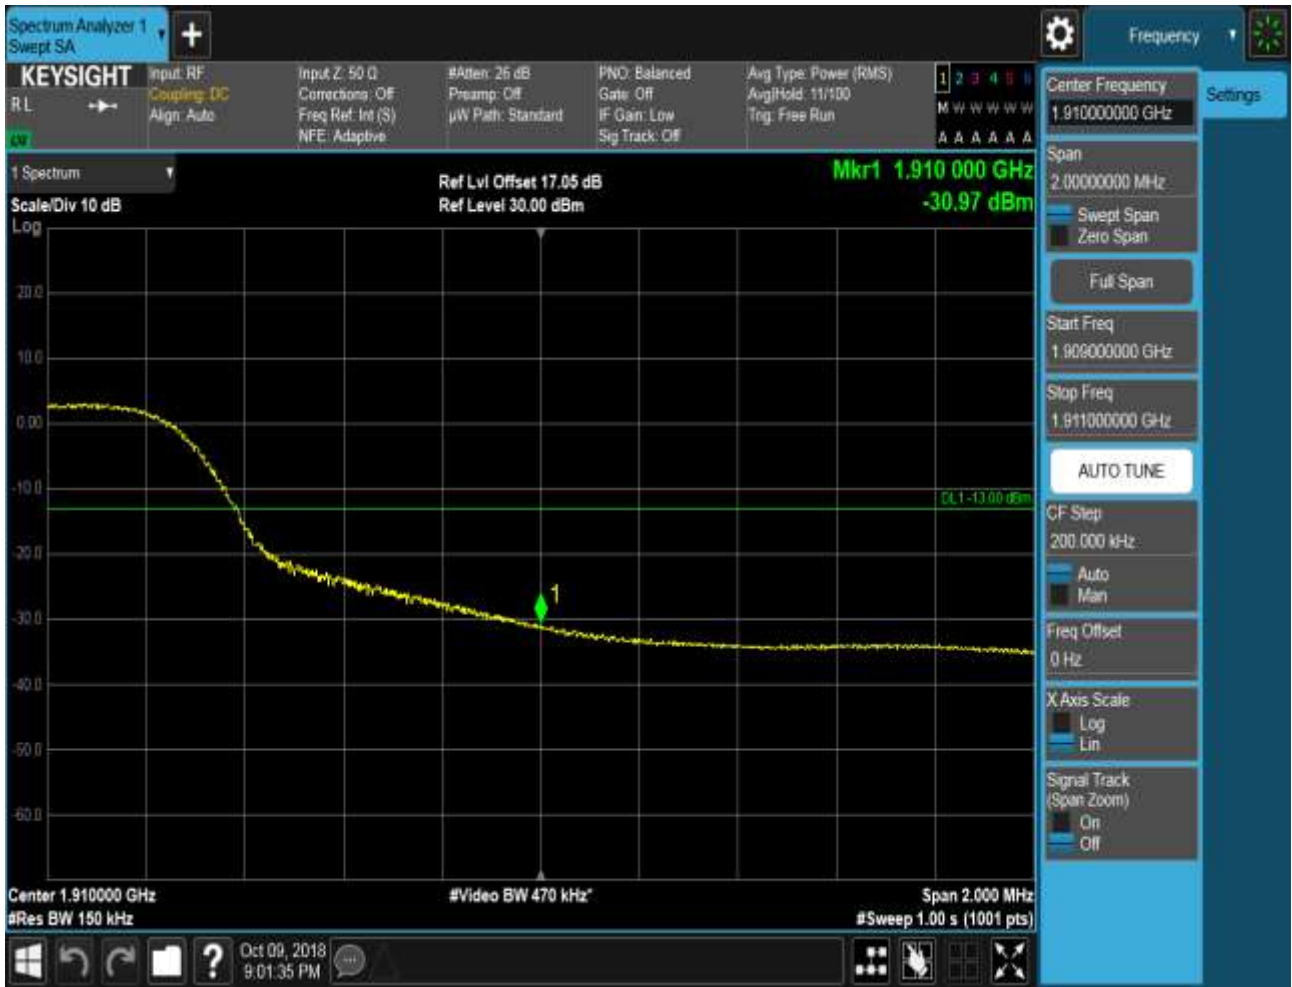 Spectrum Analyzer 1
Swept SA
+
Frequency
KEYSIGHT
Input: RF
Input Z: 50 Ω
#Atten: 26 dB
PNO: Balanced
Avg Type: Power (RMS)
1 2 3 4 5 6
RL
Coupling: DC
Corrections: Off
Preamp: Off
Gate: Off
Avg|Hold: 11/100
M W W W W W
Align: Auto
Freq Ref: Int (S)
µW Path: Standard
IF Gain: Low
Trig: Free Run
NFE: Adaptive
Sig Track: Off
A A A A A A
1 Spectrum
Ref Lvl Offset 17.05 dB
Mkr1 1.910 000 GHz
Scale/Div 10 dB
Ref Level 30.00 dBm
-30.97 dBm
Log
20.0
10.0
0.00
-10.0
DL1 -13.00 dBm
-20.0
1
-30.0
-40.0
-50.0
-60.0
Center 1.910000 GHz
#Video BW 470 kHz*
Span 2.000 MHz
#Res BW 150 kHz
#Sweep 1.00 s (1001 pts)
?
Oct 09, 2018
9:01:35 PM
Center Frequency
1.910000000 GHz
Settings
Span
2.00000000 MHz
Swept Span
Zero Span
Full Span
Start Freq
1.909000000 GHz
Stop Freq
1.911000000 GHz
AUTO TUNE
CF Step
200.000 kHz
Auto
Man
Freq Offset
0 Hz
X Axis Scale
Log
Lin
Signal Track
(Span Zoom)
On
Off